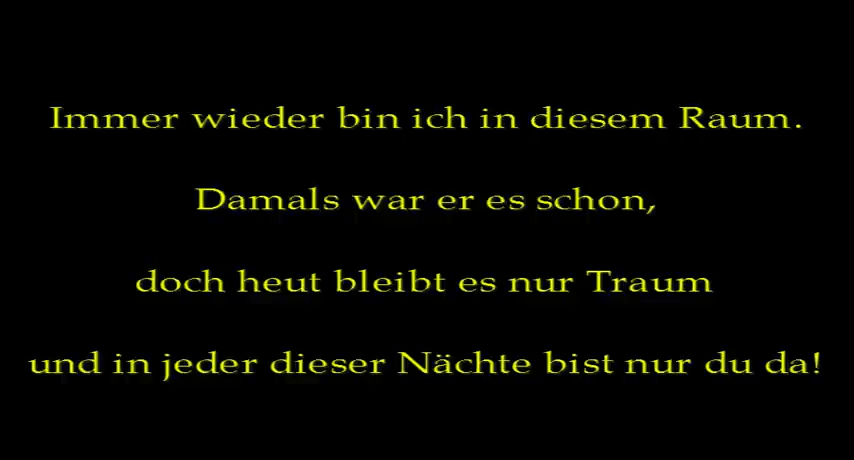 Immer wieder bin ich in diesem Raum.
Damals war er es schon,
doch heut bleibt es nur Traum
und in jeder dieser Nächte bist nur du da!